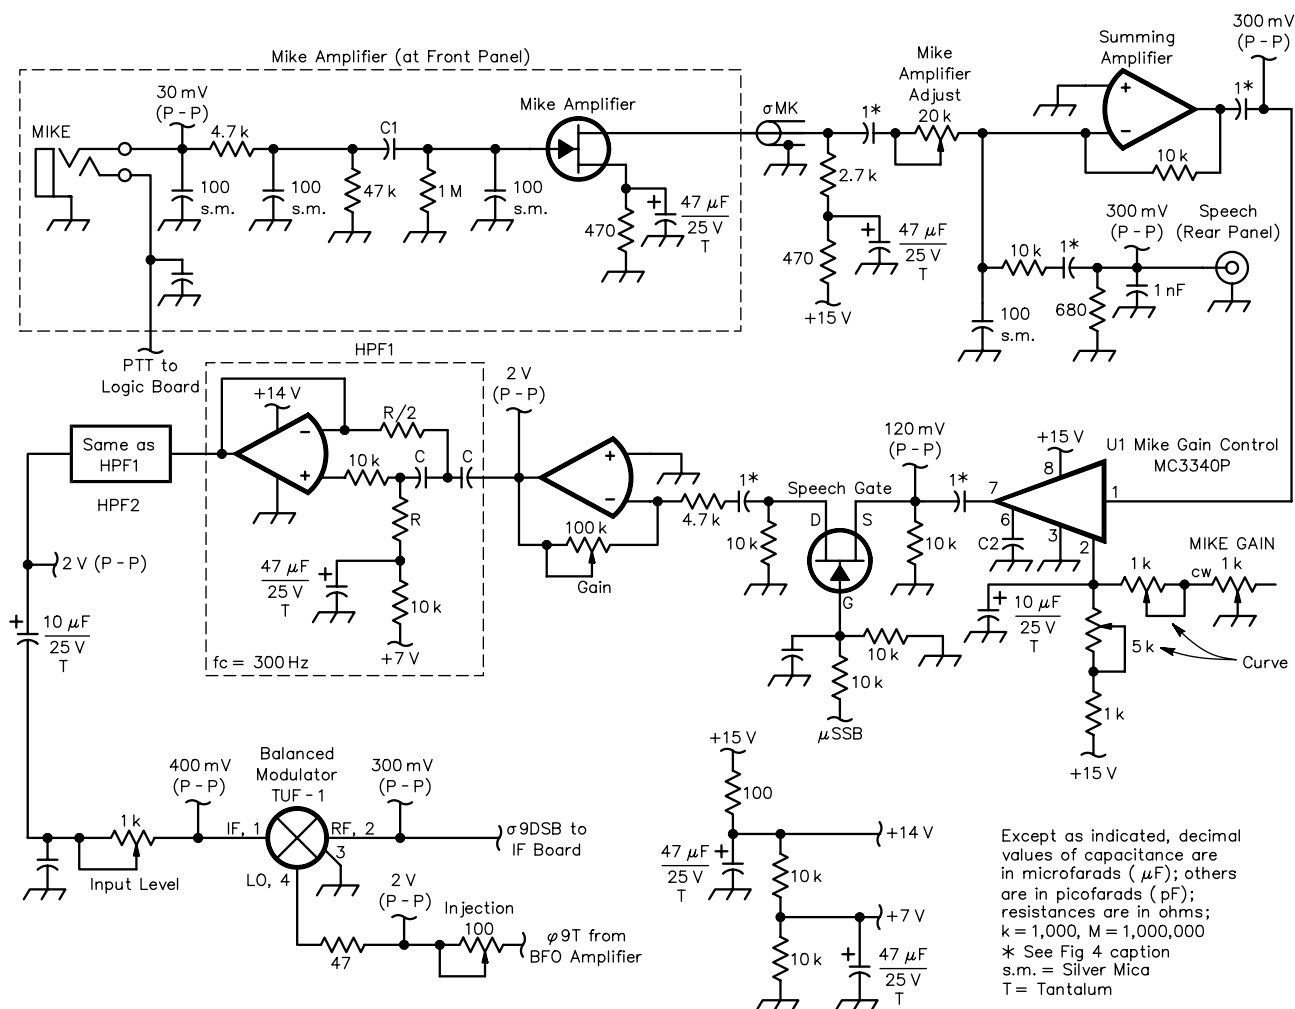 Mike Amplifier (at Front Panel)
MIKE
30 mV
(P-P)
4.7 k
100
s.m.
100
s.m.
47 k
C1
1 M
100
s.m.
Mike Amplifier
470
+
47 µF
25 V
T
PTT to
Logic Board
σMK
2.7 k
470
+15 V
+
47 µF
25 V
T
1*
Mike
Amplifier
Adjust
20 k
Summing
Amplifier
+
–
10 k
1*
300 mV
(P-P)
100
s.m.
10 k
1*
680
300 mV
(P-P)
1 nF
Speech
(Rear Panel)
HPF1
+14 V
–
+
R/2
10 k
C
C
R
+
47 µF
25 V
T
10 k
+7 V
fc = 300 Hz
Same as
HPF1
HPF2
2 V (P-P)
+
10 µF
25 V
T
2 V
(P-P)
+
–
100 k
Gain
4.7 k
1*
10 k
Speech Gate
D
S
G
10 k
10 k
µSSB
120 mV
(P-P)
10 k
1*
+15 V
U1 Mike Gain Control
MC3340P
8
7
1
6
3
2
C2
+
10 µF
25 V
T
MIKE GAIN
1 k
cw
1 k
5 k
Curve
1 k
+15 V
400 mV
(P-P)
Balanced
Modulator
TUF-1
300 mV
(P-P)
1 k
Input Level
IF, 1
RF, 2
3
LO, 4
σ9DSB to
IF Board
47
2 V
(P-P)
Injection
100
φ9T from
BFO Amplifier
+15 V
100
+14 V
+
47 µF
25 V
T
10 k
+7 V
10 k
+
47 µF
25 V
T
Except as indicated, decimal
values of capacitance are
in microfarads ( µF); others
are in picofarads ( pF);
resistances are in ohms;
k = 1,000, M = 1,000,000
* See Fig 4 caption
s.m. = Silver Mica
T = Tantalum